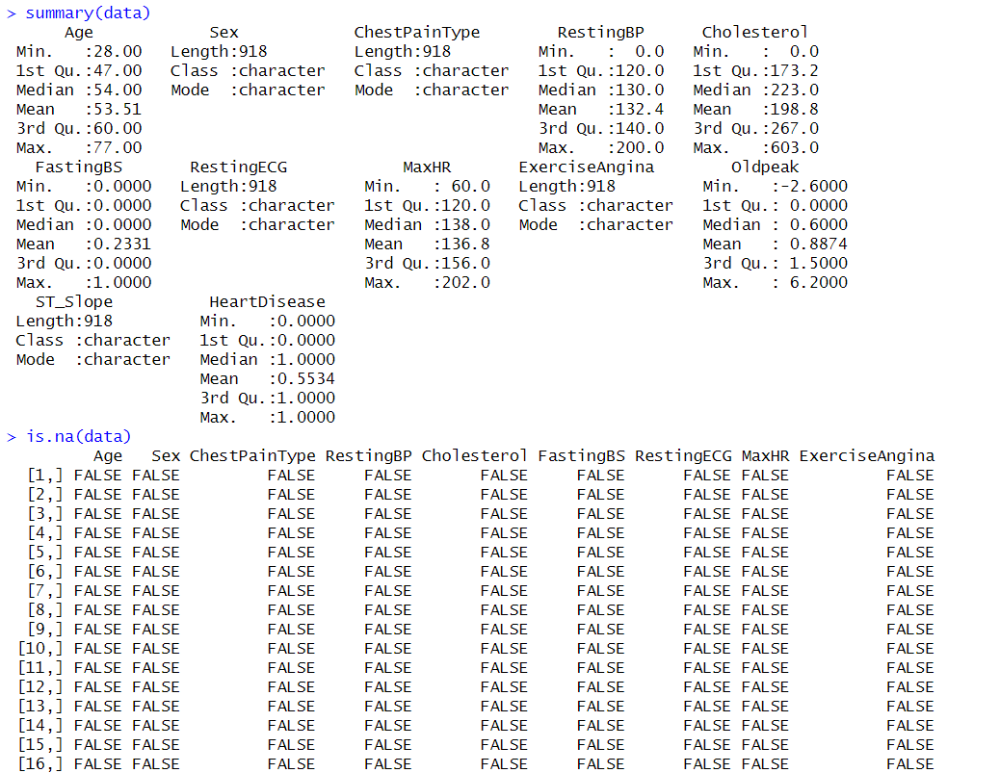 > summary(data)
      Age            Sex            ChestPainType        RestingBP      Cholesterol
 Min.   :28.00   Length:918         Length:918         Min.   :  0.0   Min.   :  0.0
 1st Qu.:47.00   Class :character   Class :character   1st Qu.:120.0   1st Qu.:173.2
 Median :54.00   Mode  :character   Mode  :character   Median :130.0   Median :223.0
 Mean   :53.51                                         Mean   :132.4   Mean   :198.8
 3rd Qu.:60.00                                         3rd Qu.:140.0   3rd Qu.:267.0
 Max.   :77.00                                         Max.   :200.0   Max.   :603.0
   FastingBS       RestingECG            MaxHR       ExerciseAngina        Oldpeak
 Min.   :0.0000   Length:918         Min.   : 60.0   Length:918         Min.   :-2.6000
 1st Qu.:0.0000   Class :character   1st Qu.:120.0   Class :character   1st Qu.: 0.0000
 Median :0.0000   Mode  :character   Median :138.0   Mode  :character   Median : 0.6000
 Mean   :0.2331                      Mean   :136.8                      Mean   : 0.8874
 3rd Qu.:0.0000                      3rd Qu.:156.0                      3rd Qu.: 1.5000
 Max.   :1.0000                      Max.   :202.0                      Max.   : 6.2000
   ST_Slope          HeartDisease
 Length:918         Min.   :0.0000
 Class :character   1st Qu.:0.0000
 Mode  :character   Median :1.0000
                    Mean   :0.5534
                    3rd Qu.:1.0000
                    Max.   :1.0000
> is.na(data)
         Age   Sex ChestPainType RestingBP Cholesterol FastingBS RestingECG MaxHR ExerciseAngina
  [1,] FALSE FALSE         FALSE     FALSE       FALSE     FALSE      FALSE FALSE          FALSE
  [2,] FALSE FALSE         FALSE     FALSE       FALSE     FALSE      FALSE FALSE          FALSE
  [3,] FALSE FALSE         FALSE     FALSE       FALSE     FALSE      FALSE FALSE          FALSE
  [4,] FALSE FALSE         FALSE     FALSE       FALSE     FALSE      FALSE FALSE          FALSE
  [5,] FALSE FALSE         FALSE     FALSE       FALSE     FALSE      FALSE FALSE          FALSE
  [6,] FALSE FALSE         FALSE     FALSE       FALSE     FALSE      FALSE FALSE          FALSE
  [7,] FALSE FALSE         FALSE     FALSE       FALSE     FALSE      FALSE FALSE          FALSE
  [8,] FALSE FALSE         FALSE     FALSE       FALSE     FALSE      FALSE FALSE          FALSE
  [9,] FALSE FALSE         FALSE     FALSE       FALSE     FALSE      FALSE FALSE          FALSE
 [10,] FALSE FALSE         FALSE     FALSE       FALSE     FALSE      FALSE FALSE          FALSE
 [11,] FALSE FALSE         FALSE     FALSE       FALSE     FALSE      FALSE FALSE          FALSE
 [12,] FALSE FALSE         FALSE     FALSE       FALSE     FALSE      FALSE FALSE          FALSE
 [13,] FALSE FALSE         FALSE     FALSE       FALSE     FALSE      FALSE FALSE          FALSE
 [14,] FALSE FALSE         FALSE     FALSE       FALSE     FALSE      FALSE FALSE          FALSE
 [15,] FALSE FALSE         FALSE     FALSE       FALSE     FALSE      FALSE FALSE          FALSE
 [16,] FALSE FALSE         FALSE     FALSE       FALSE     FALSE      FALSE FALSE          FALSE